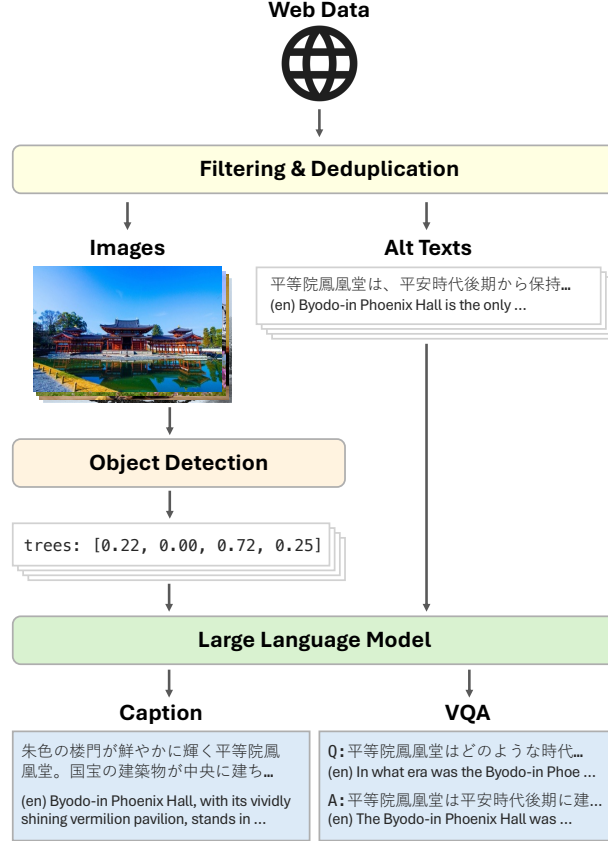 Web Data
Filtering & Deduplication
Images
Alt Texts
平等院鳳凰堂は、平安時代後期から保持...
(en) Byodo-in Phoenix Hall is the only ...
Object Detection
trees: [0.22, 0.00, 0.72, 0.25]
Large Language Model
Caption
朱色の楼門が鮮やかに輝く平等院鳳
凰堂。国宝の建築物が中央に建ち...
(en) Byodo-in Phoenix Hall, with its vividly
shining vermilion pavilion, stands in ...
VQA
Q:平等院鳳凰堂はどのような時代...
(en) In what era was the Byodo-in Phoe ...
A:平等院鳳凰堂は平安時代後期に建...
(en) The Byodo-in Phoenix Hall was ...